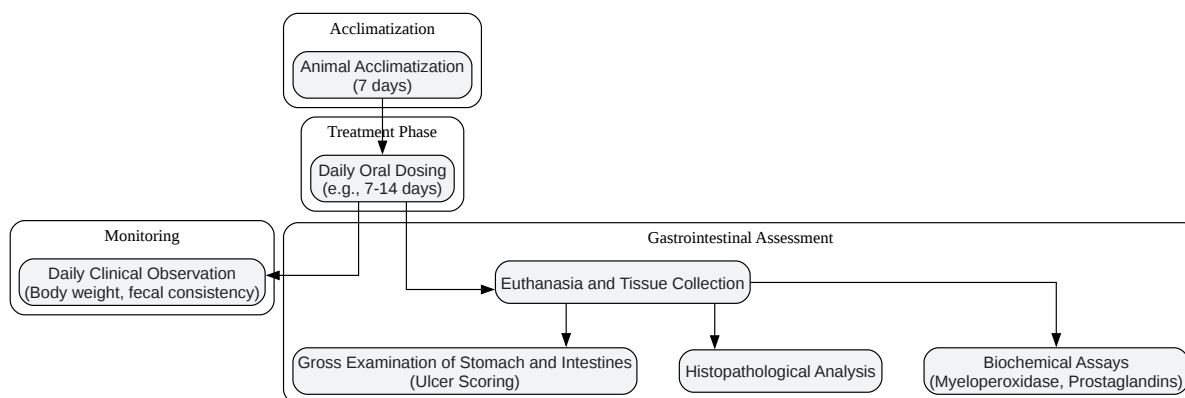 Acclimatization
Animal Acclimatization
(7 days)
Treatment Phase
Daily Oral Dosing
(e.g., 7-14 days)
Monitoring
Daily Clinical Observation
(Body weight, fecal consistency)
Gastrointestinal Assessment
Euthanasia and Tissue Collection
Gross Examination of Stomach and Intestines
(Ulcer Scoring)
Histopathological Analysis
Biochemical Assays
(Myeloperoxidase, Prostaglandins)